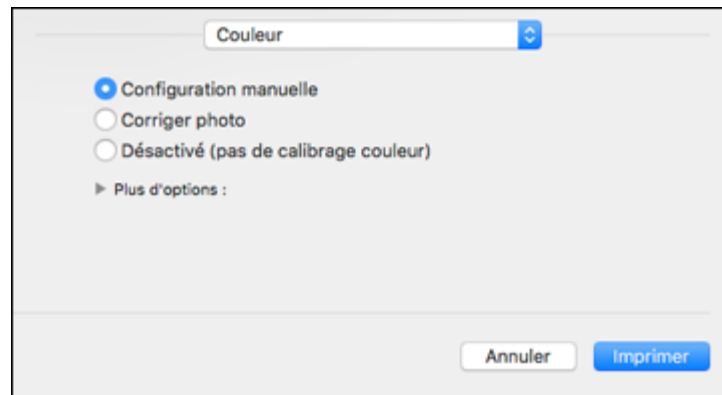 Couleur
Configuration manuelle
Corriger photo
Désactivé (pas de calibrage couleur)
Plus d'options :
Annuler
Imprimer